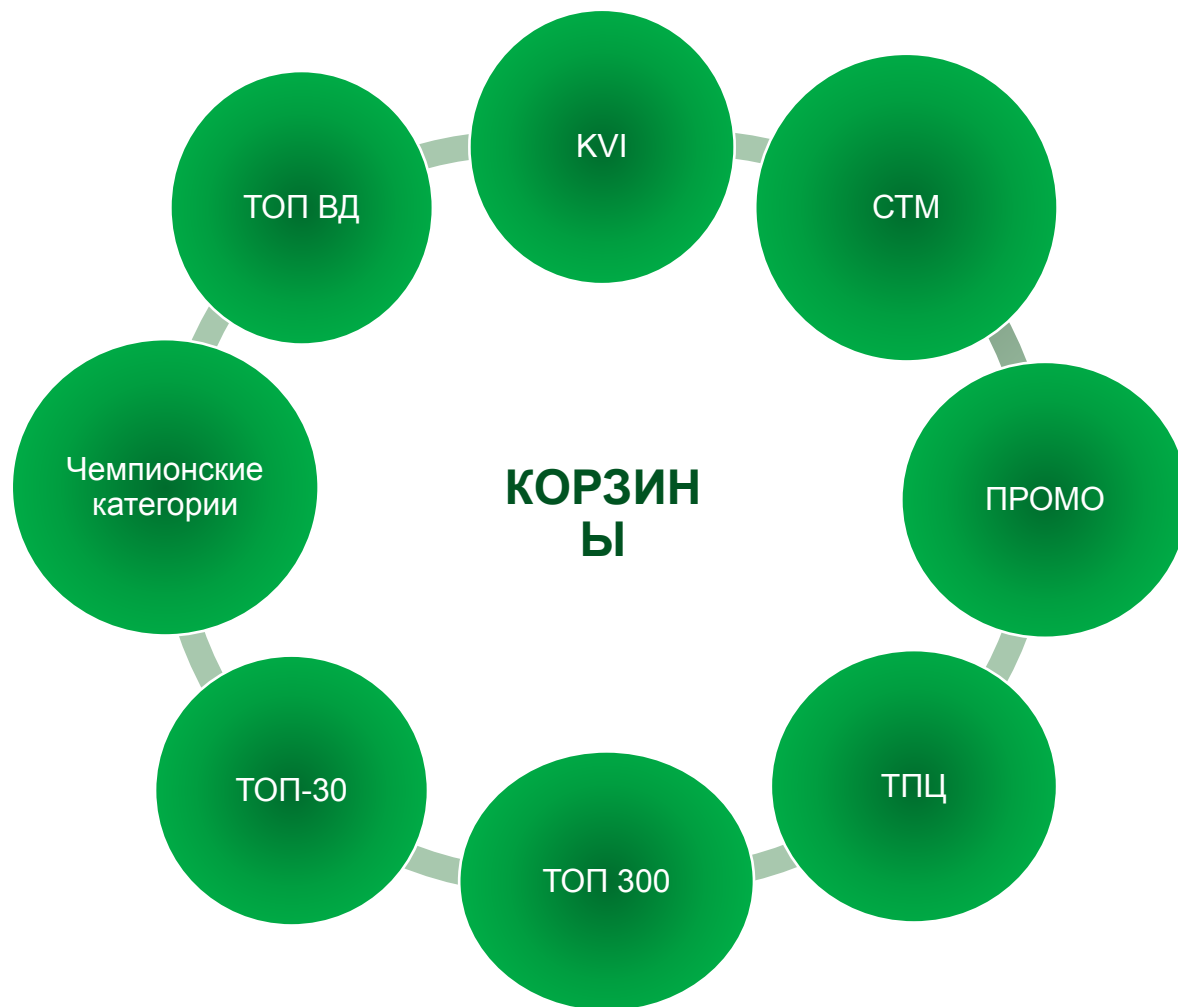 KVI
СТМ
ТОП ВД
Чемпионские
категории
КОРЗИН
Ы
ПРОМО
ТОП-30
ТПЦ
ТОП 300